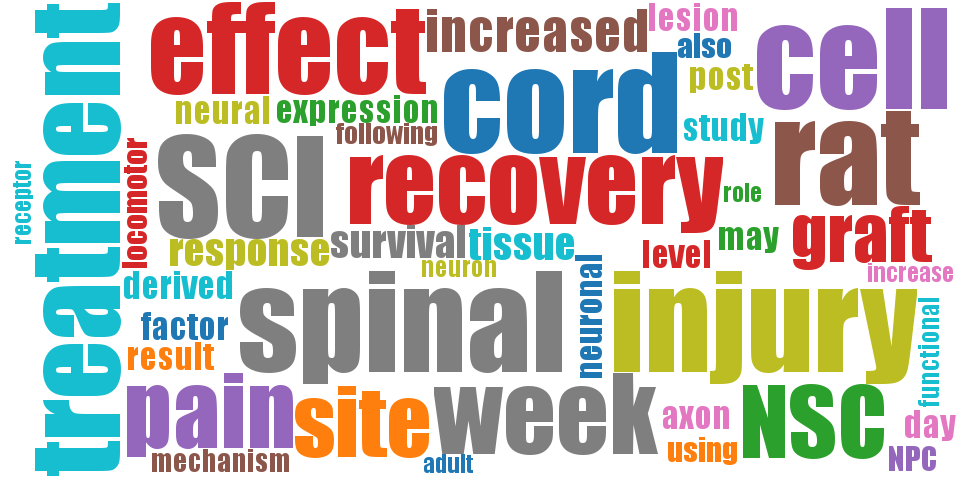 treatment
effect
increased
lesion
also
cell
cord
post
neural
expression
following
study
rat
SCI
recovery
role
receptor
locomotor
response
survival
tissue
neuron
level
may
graft
increase
derived
spinal
neuronal
injury
functional
factor
result
pain
site
week
axon
NSC
day
using
mechanism
adult
NPC